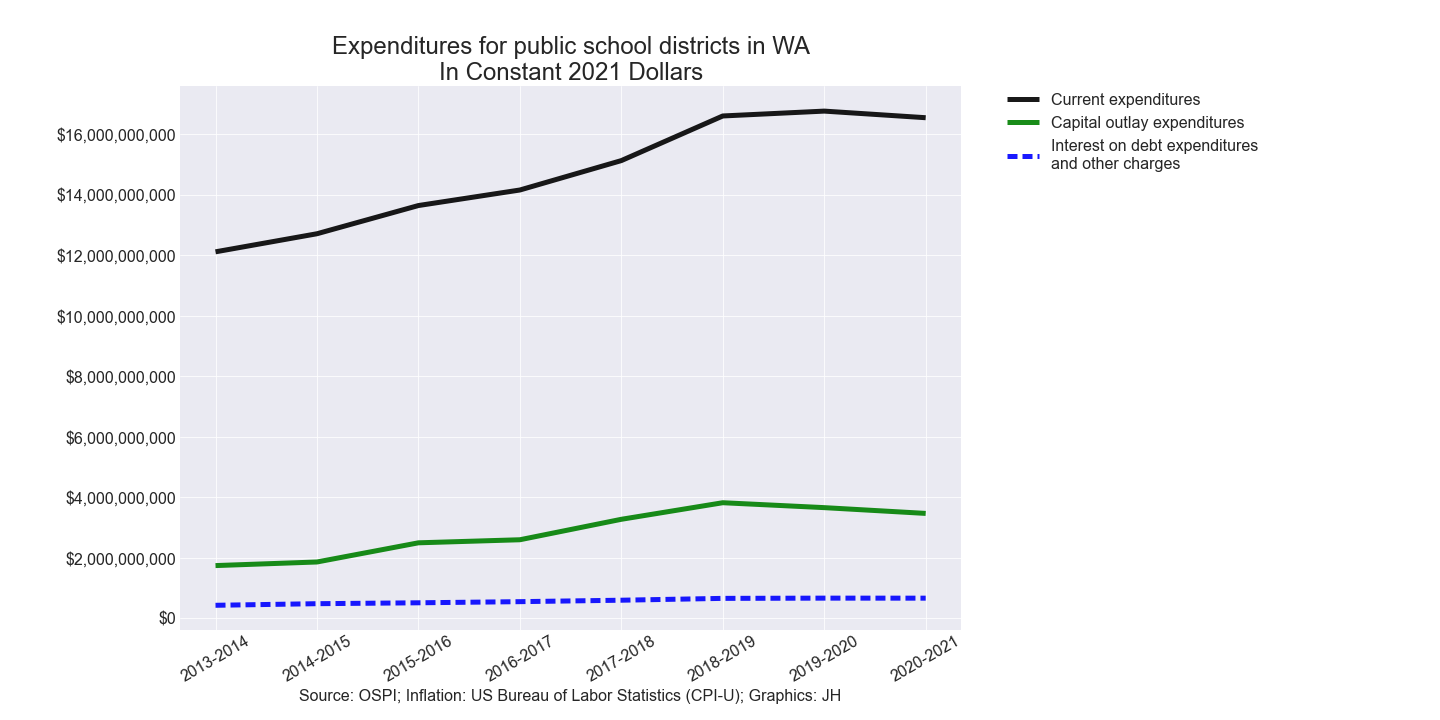 Expenditures for public school districts in WA
In Constant 2021 Dollars
Current expenditures
Capital outlay expenditures
Interest on debt expenditures
and other charges
$16,000,000,000
$14,000,000,000
$12,000,000,000
$10,000,000,000
$8,000,000,000
$6,000,000,000
$4,000,000,000
$2,000,000,000
$0
2013-2014
2014-2015
2015-2016
2016-2017
2017-2018
2018-2019
2019-2020
2020-2021
Source: OSPI; Inflation: US Bureau of Labor Statistics (CPI-U); Graphics: JH